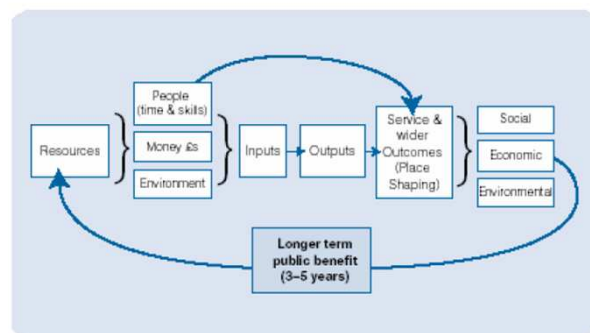 Resources
People
(time & skills)
Money £s
Environment
Inputs
Outputs
Service &
wider
Outcomes
(Place
Shaping)
Social
Economic
Environmental
Longer term
public benefit
(3–5 years)